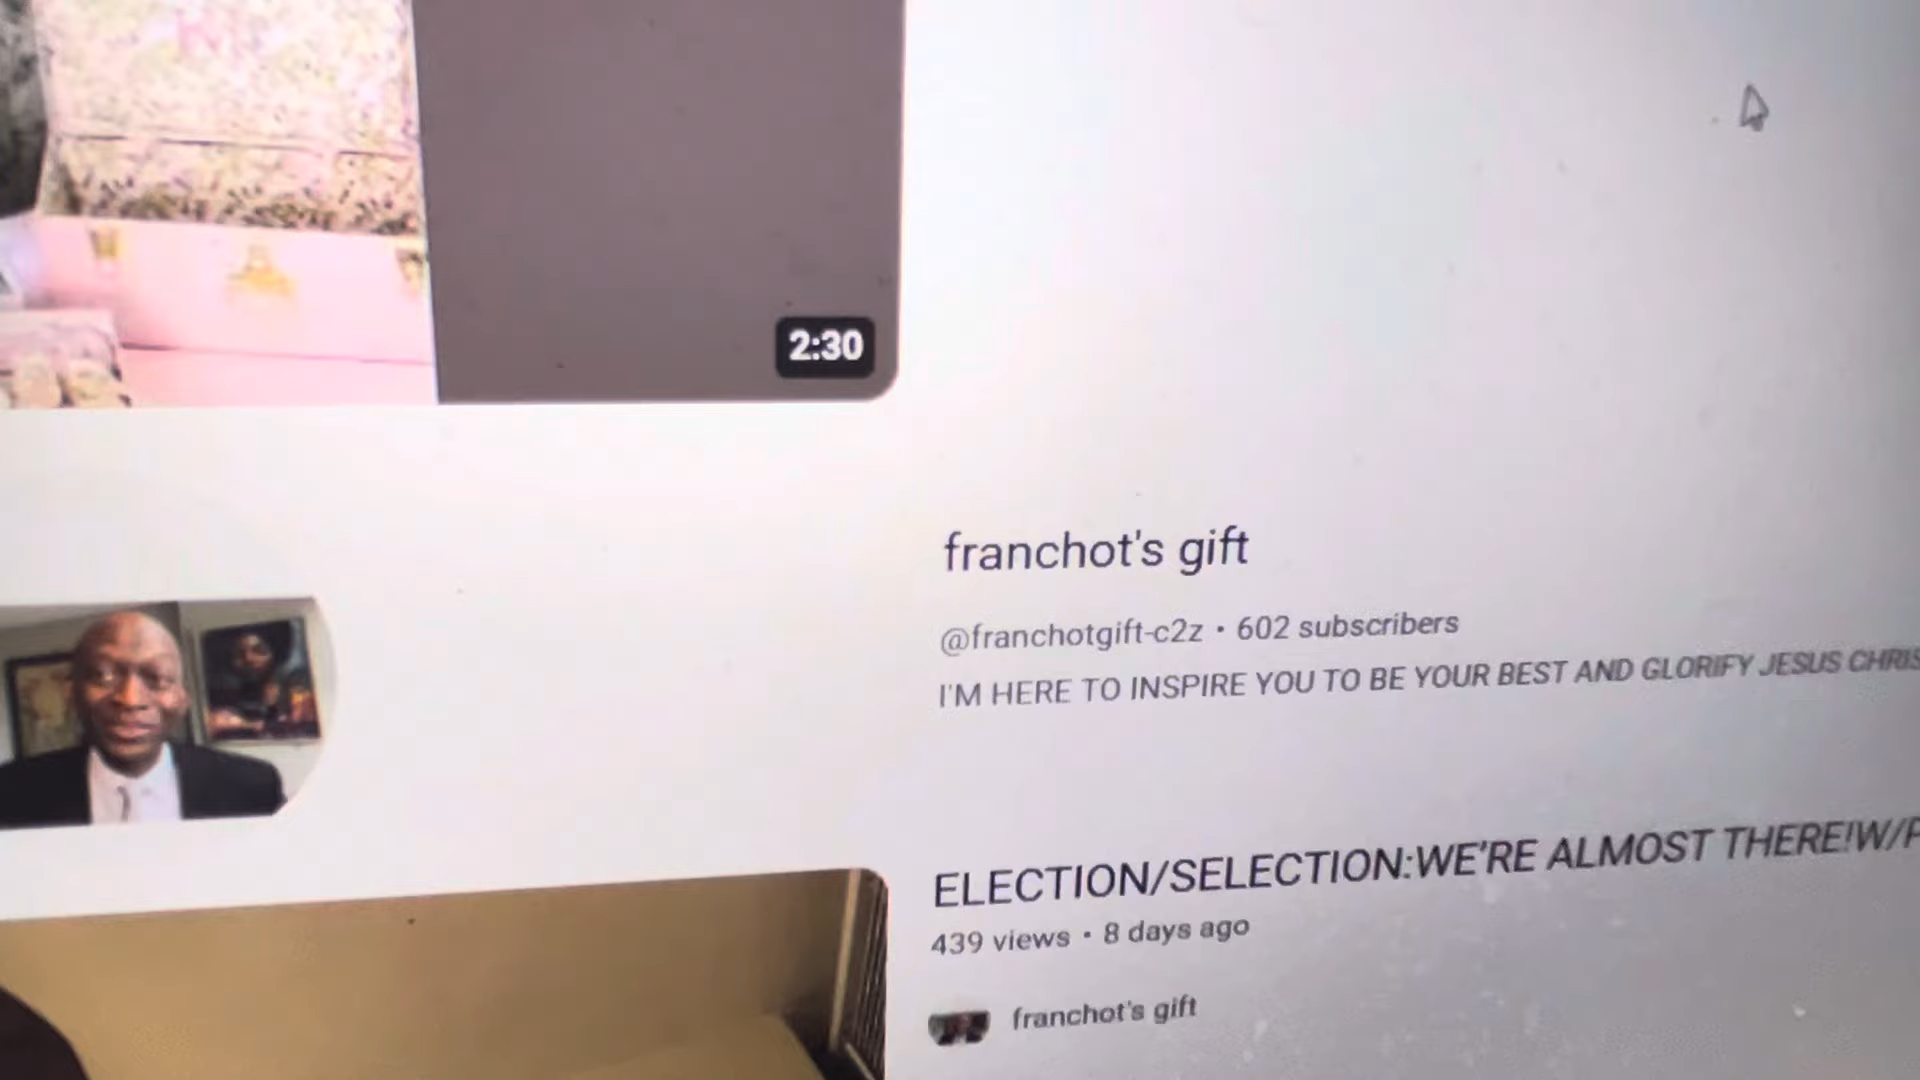 2:30
franchot's gift
@franchotgift-c2z • 602 subscribers
I'M HERE TO INSPIRE YOU TO BE YOUR BEST AND GLORIFY JESUS CHRIS
ELECTION/SELECTION:WE'RE ALMOST THERE!W/P
439 views • 8 days ago
franchot's gift